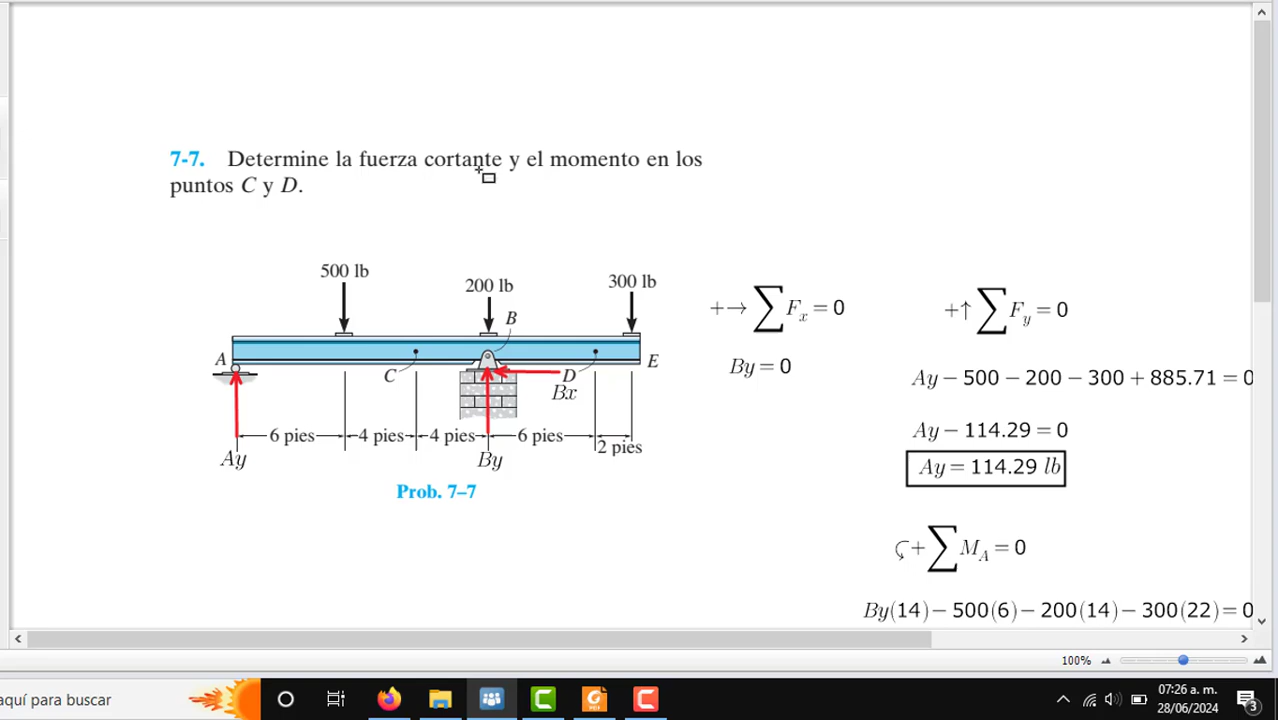 7-7. Determine la fuerza cortante y el momento en los
puntos C y D.
500 lb
200 lb
300 lb
B
A
E
C
D
Bx
6 pies
4 pies
4 pies
6 pies
2 pies
Ay
By
Prob. 7–7
+→ ∑ Fx = 0
By = 0
+↑ ∑ Fy = 0
Ay − 500 − 200 − 300 + 885.71 = 0
Ay − 114.29 = 0
Ay = 114.29 lb
↶+ ∑ MA = 0
By(14) − 500(6) − 200(14) − 300(22) = 0
100%
aquí para buscar
07:26 a. m.
28/06/2024
3